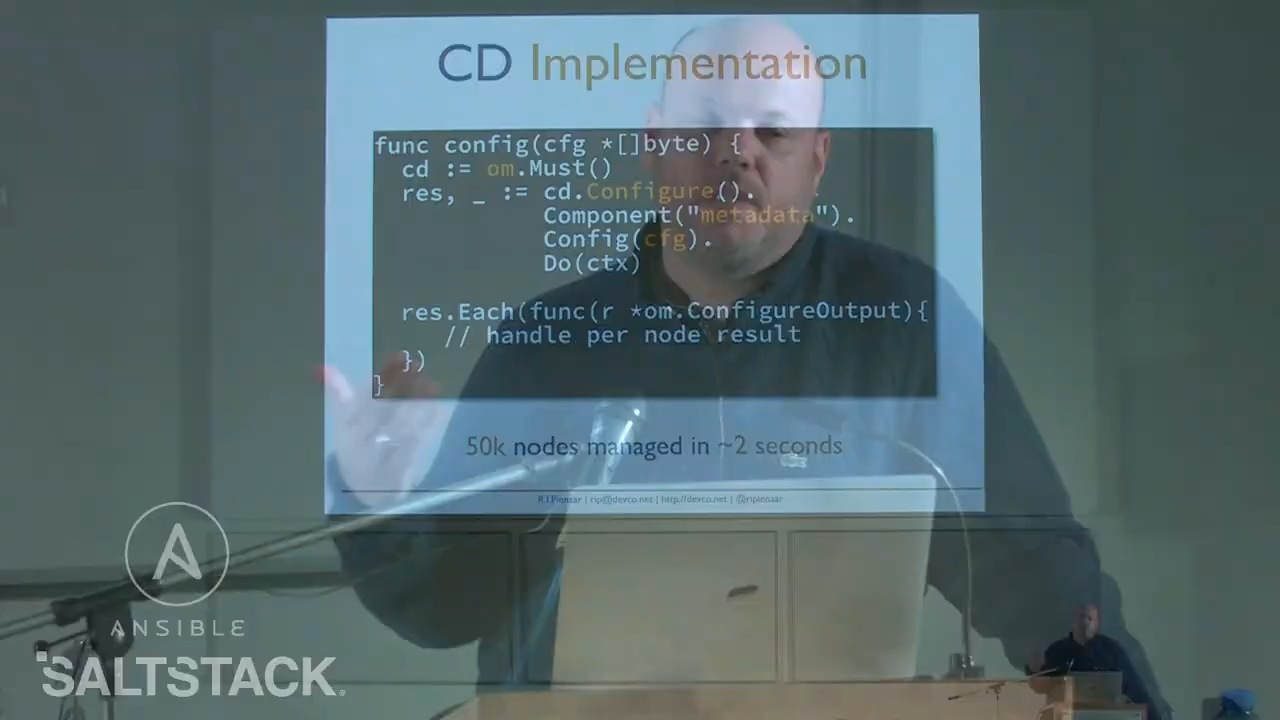 CD Implementation
func config(cfg *[]byte) {
cd := om.Must()
res, _ := cd.Configure().
Component("metadata").
Config(cfg).
Do(ctx)
res.Each(func(r *om.ConfigureOutput){
// handle per node result
})
}
50k nodes managed in ~2 seconds
R.I.Pienaar | rip@devco.net | http://devco.net | @ripienaar
ANSIBLE
SALTSTACK